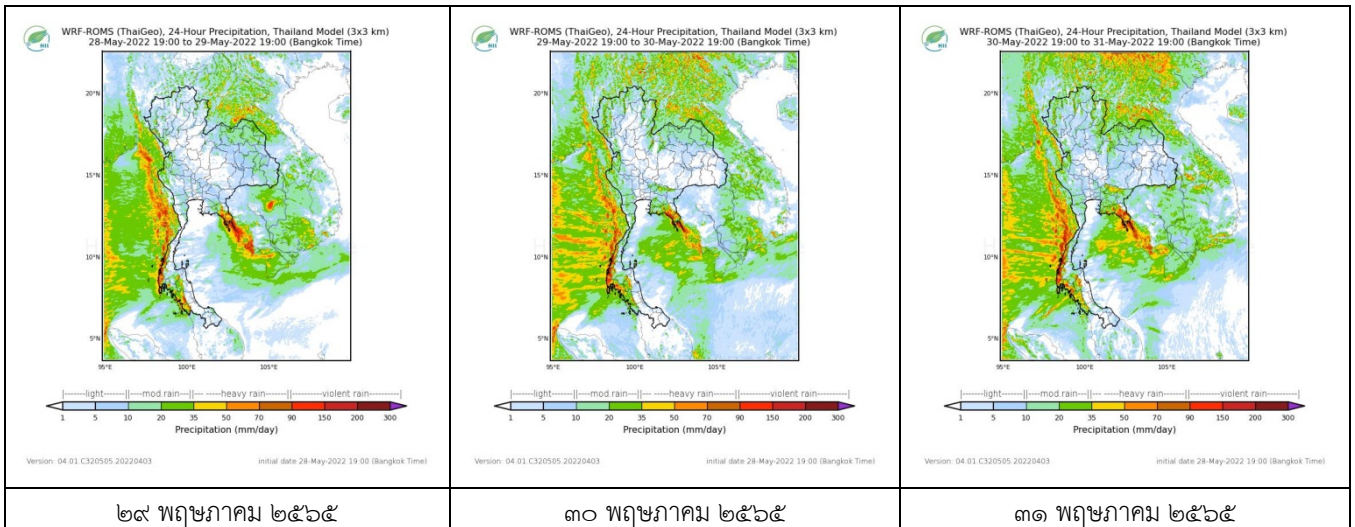 WRF-ROMS (ThaiGeo), 24-Hour Precipitation, Thailand Model (3x3 km)
28-May-2022 19:00 to 29-May-2022 19:00 (Bangkok Time)
20°N
15°N
10°N
5°N
95°E 100°E 105°E
|-------light------||---mod.rain---||--- ---heavy rain----||------violent rain-------|
1 5 10 20 35 50 70 90 150 200 300
Precipitation (mm/day)
Version: 04.01.C320505.20220403 initial date 28-May-2022 19:00 (Bangkok Time)
๒๙ พฤษภาคม ๒๕๖๕
WRF-ROMS (ThaiGeo), 24-Hour Precipitation, Thailand Model (3x3 km)
29-May-2022 19:00 to 30-May-2022 19:00 (Bangkok Time)
20°N
15°N
10°N
5°N
95°E 100°E 105°E
|-------light------||---mod.rain---||--- ---heavy rain----||------violent rain-------|
1 5 10 20 35 50 70 90 150 200 300
Precipitation (mm/day)
Version: 04.01.C320505.20220403 initial date 28-May-2022 19:00 (Bangkok Time)
๓๐ พฤษภาคม ๒๕๖๕
WRF-ROMS (ThaiGeo), 24-Hour Precipitation, Thailand Model (3x3 km)
30-May-2022 19:00 to 31-May-2022 19:00 (Bangkok Time)
20°N
15°N
10°N
5°N
95°E 100°E 105°E
|-------light------||---mod.rain---||--- ---heavy rain----||------violent rain-------|
1 5 10 20 35 50 70 90 150 200 300
Precipitation (mm/day)
Version: 04.01.C320505.20220403 initial date 28-May-2022 19:00 (Bangkok Time)
๓๑ พฤษภาคม ๒๕๖๕